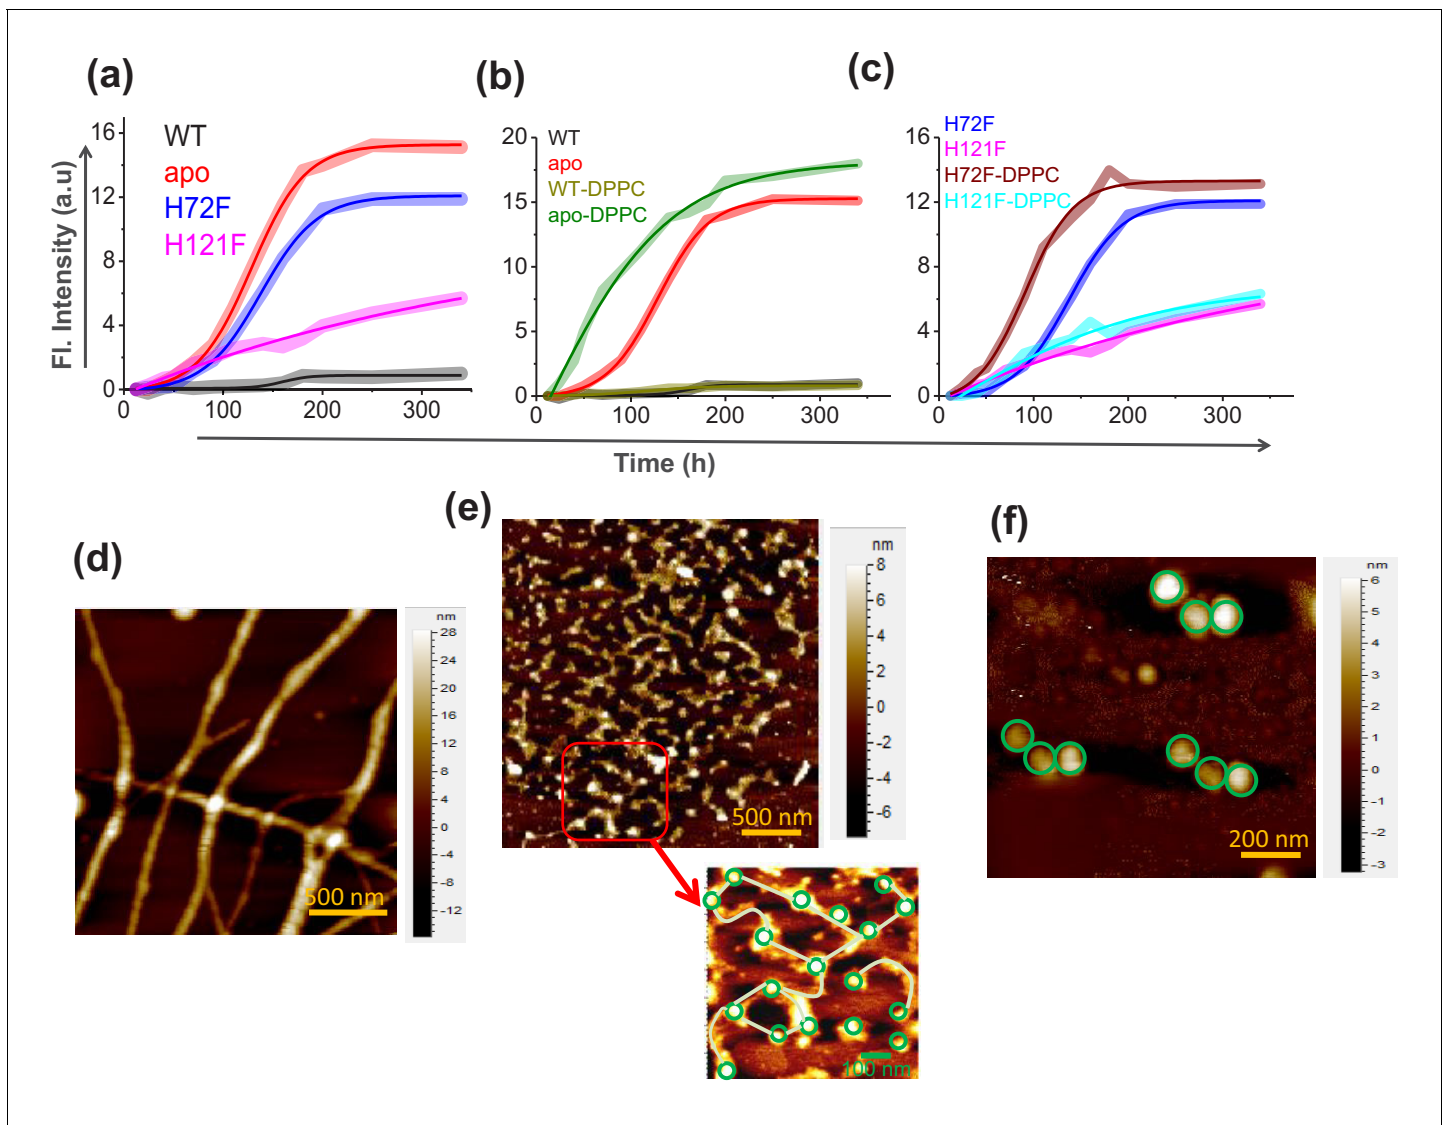 (a)
(b)
(c)
Fl. Intensity (a.u)
16
12
8
4
0
0
100
200
300
WT
apo
H72F
H121F
20
15
10
5
0
0
100
200
300
WT
apo
WT-DPPC
apo-DPPC
16
12
8
4
0
0
100
200
300
H72F
H121F
H72F-DPPC
H121F-DPPC
Time (h)
(d)
500 nm
nm
28
24
20
16
12
8
4
0
-4
-8
-12
(e)
500 nm
nm
8
6
4
2
0
-2
-4
-6
100 nm
(f)
200 nm
nm
6
5
4
3
2
1
0
-1
-2
-3